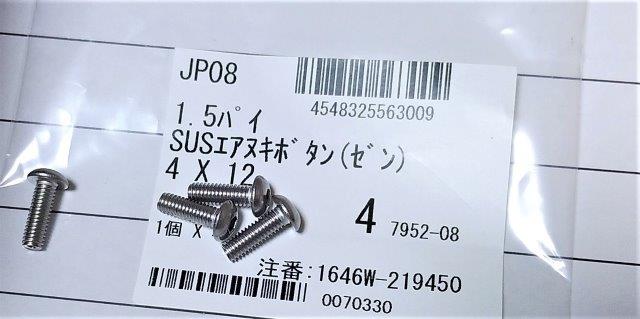 JP08
4548325563009
1.5パイ
SUSエアヌキボタン(ゼン)
4 X 12
1個 X
4 7952-08
注番:1646W-219450
0070330